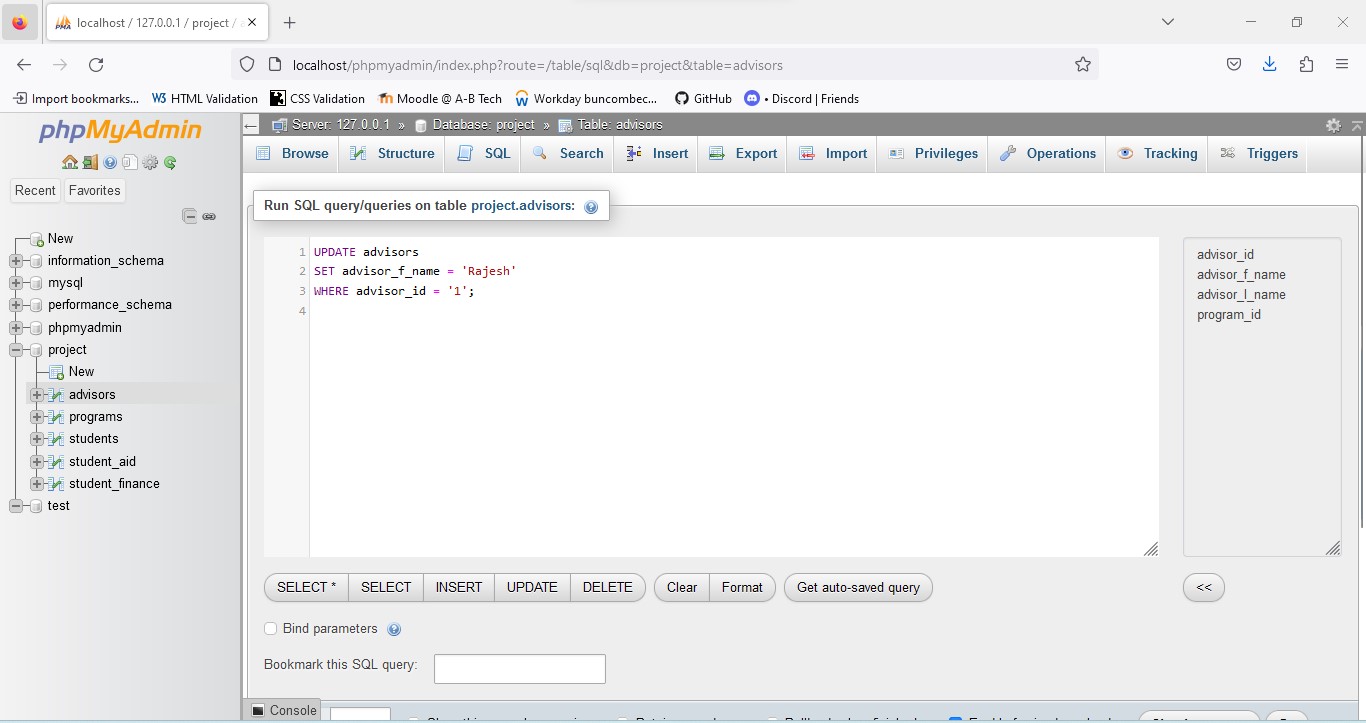 localhost / 127.0.0.1 / project /
localhost/phpmyadmin/index.php?route=/table/sql&db=project&table=advisors
Import bookmarks... W3 HTML Validation CSS Validation Moodle @ A-B Tech Workday buncombec... GitHub • Discord | Friends
phpMyAdmin
Server: 127.0.0.1 » Database: project » Table: advisors
Browse Structure SQL Search Insert Export Import Privileges Operations Tracking Triggers
Recent Favorites
New
information_schema
mysql
performance_schema
phpmyadmin
project
New
advisors
programs
students
student_aid
student_finance
test
Run SQL query/queries on table project.advisors:
1 UPDATE advisors
2 SET advisor_f_name = 'Rajesh'
3 WHERE advisor_id = '1';
4
advisor_id
advisor_f_name
advisor_l_name
program_id
SELECT * SELECT INSERT UPDATE DELETE Clear Format Get auto-saved query <<
Bind parameters
Bookmark this SQL query:
Console